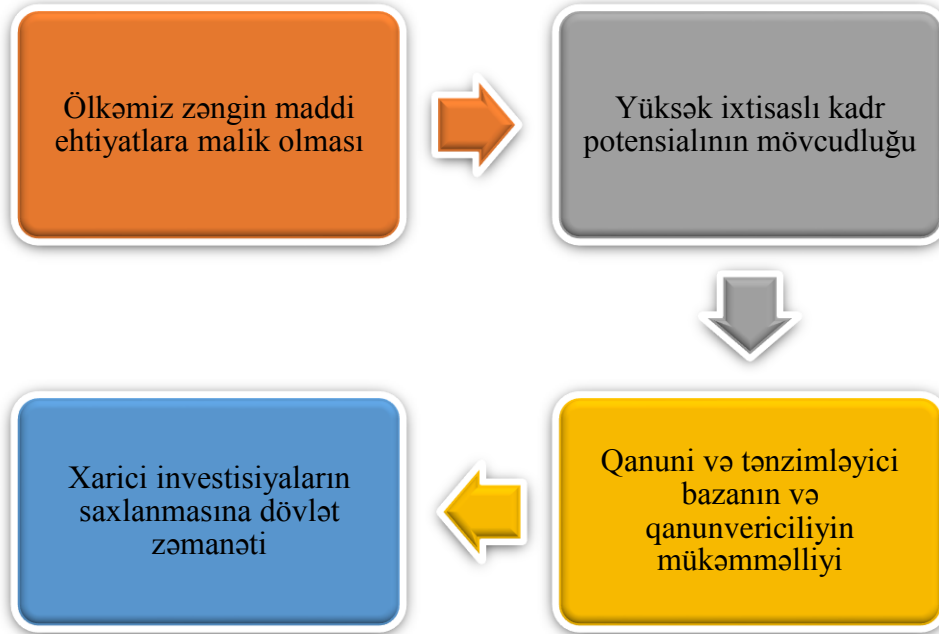 Ölkəmiz zəngin maddi
ehtiyatlara malik olması
Yüksək ixtisaslı kadr
potensialının mövcudluğu
Qanuni və tənzimləyici
bazanın və
qanunvericiliyin
mükəmməlliyi
Xarici investisiyaların
saxlanmasına dövlət
zəmanəti